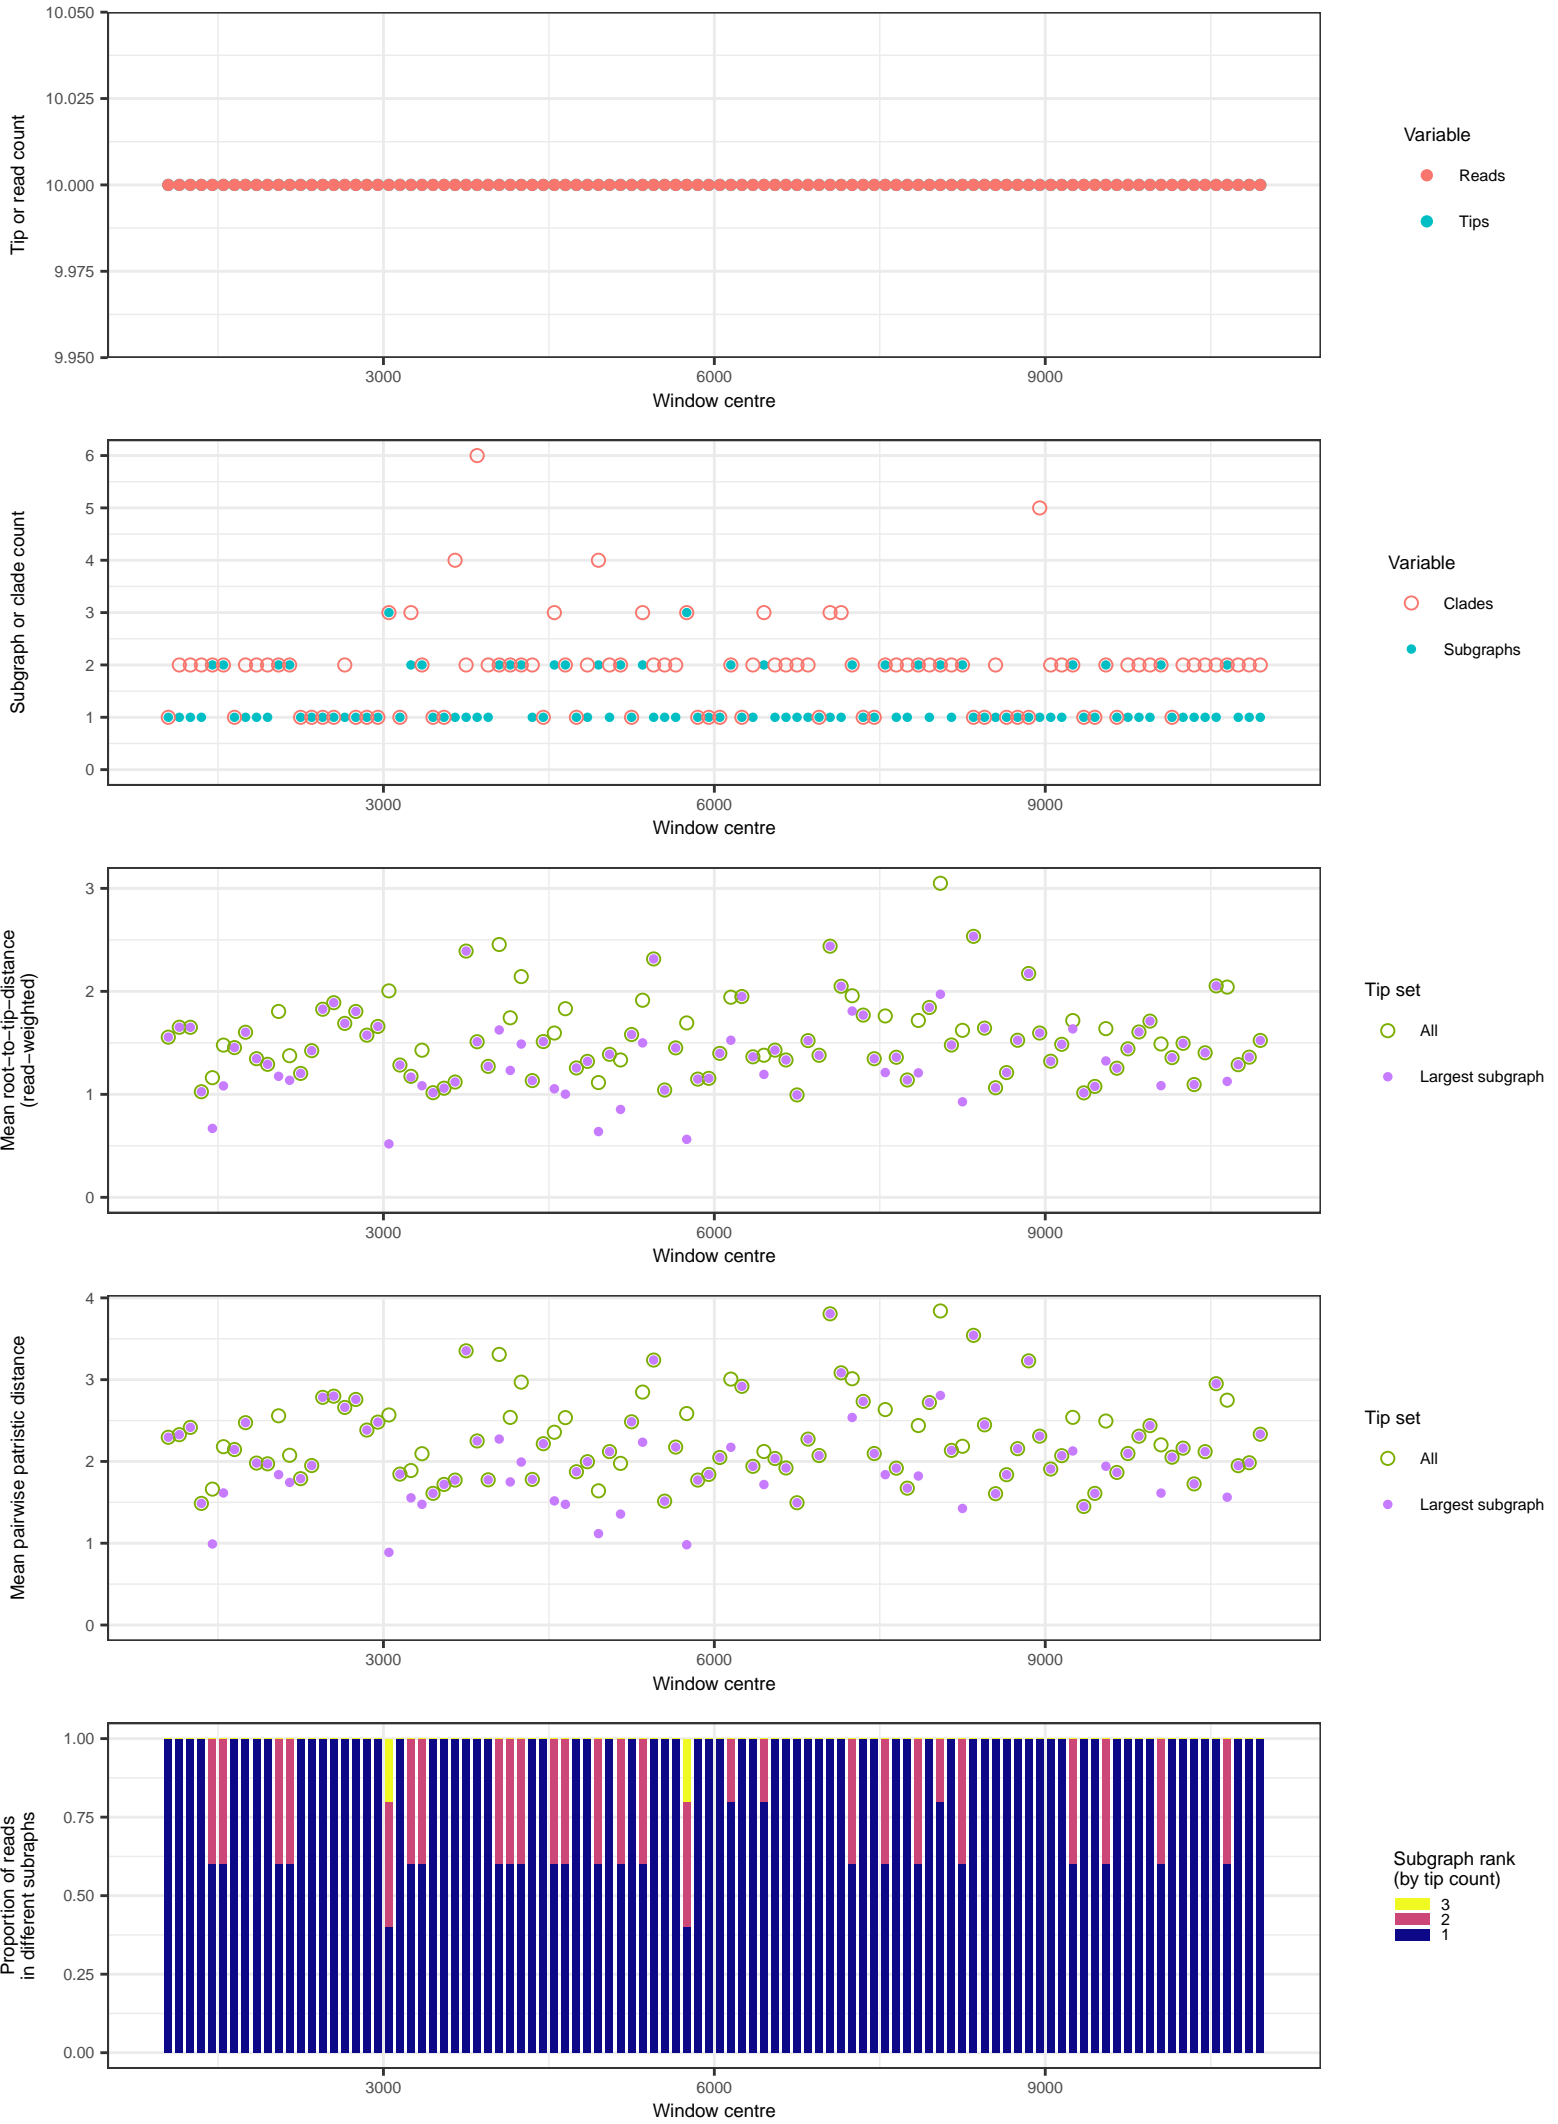 10.050
10.025
10.000
9.975
9.950
Tip or read count
3000 6000 9000
Window centre
Variable
Reads
Tips
6
5
4
3
2
1
0
Subgraph or clade count
3000 6000 9000
Window centre
Variable
Clades
Subgraphs
3
2
1
0
Mean root−to−tip−distance
(read−weighted)
3000 6000 9000
Window centre
Tip set
All
Largest subgraph
4
3
2
1
0
Mean pairwise patristic distance
3000 6000 9000
Window centre
Tip set
All
Largest subgraph
1.00
0.75
0.50
0.25
0.00
Proportion of reads
in different subraphs
3000 6000 9000
Window centre
Subgraph rank
(by tip count)
3
2
1